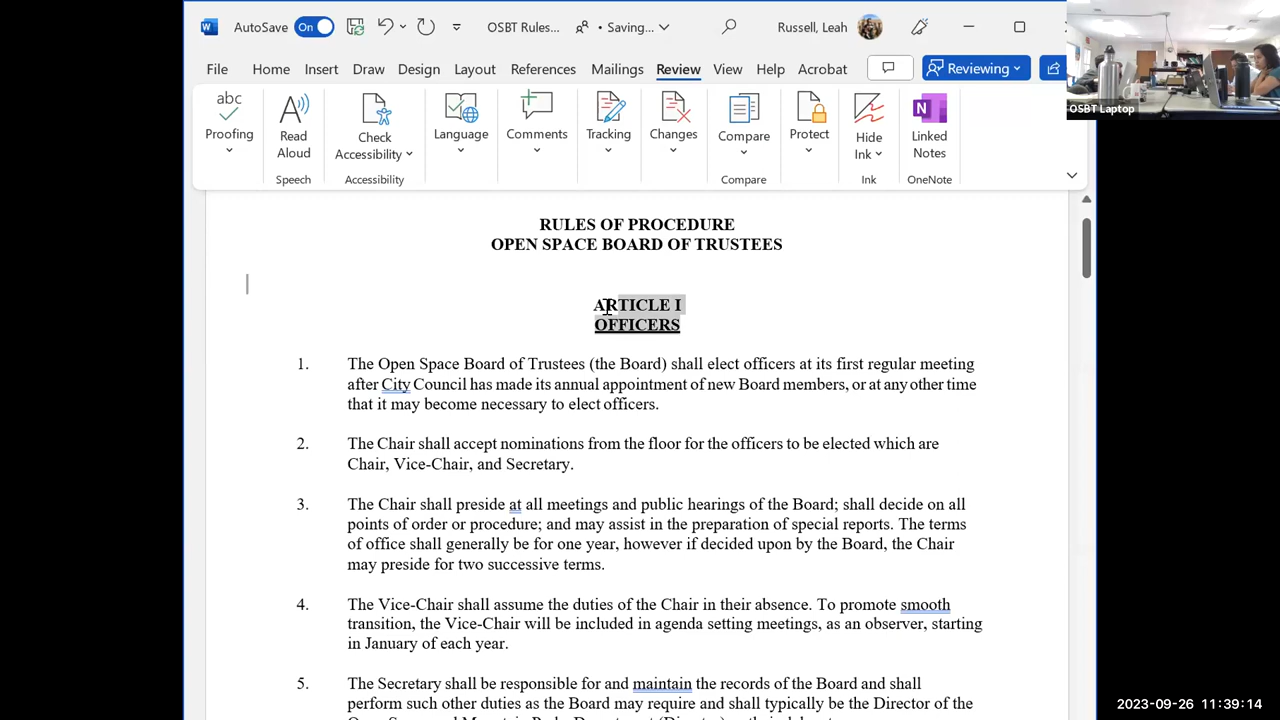 AutoSave On OSBT Rules... • Saving... Russell, Leah
File Home Insert Draw Design Layout References Mailings Review View Help Acrobat Reviewing
abc
Proofing Read Aloud Check Accessibility Language Comments Tracking Changes Compare Protect Hide Ink Linked Notes
Speech Accessibility Compare Ink OneNote
OSBT Laptop
RULES OF PROCEDURE
OPEN SPACE BOARD OF TRUSTEES
ARTICLE I
OFFICERS
1. The Open Space Board of Trustees (the Board) shall elect officers at its first regular meeting
after City Council has made its annual appointment of new Board members, or at any other time
that it may become necessary to elect officers.
2. The Chair shall accept nominations from the floor for the officers to be elected which are
Chair, Vice-Chair, and Secretary.
3. The Chair shall preside at all meetings and public hearings of the Board; shall decide on all
points of order or procedure; and may assist in the preparation of special reports. The terms
of office shall generally be for one year, however if decided upon by the Board, the Chair
may preside for two successive terms.
4. The Vice-Chair shall assume the duties of the Chair in their absence. To promote smooth
transition, the Vice-Chair will be included in agenda setting meetings, as an observer, starting
in January of each year.
5. The Secretary shall be responsible for and maintain the records of the Board and shall
perform such other duties as the Board may require and shall typically be the Director of the
2023-09-26 11:39:14